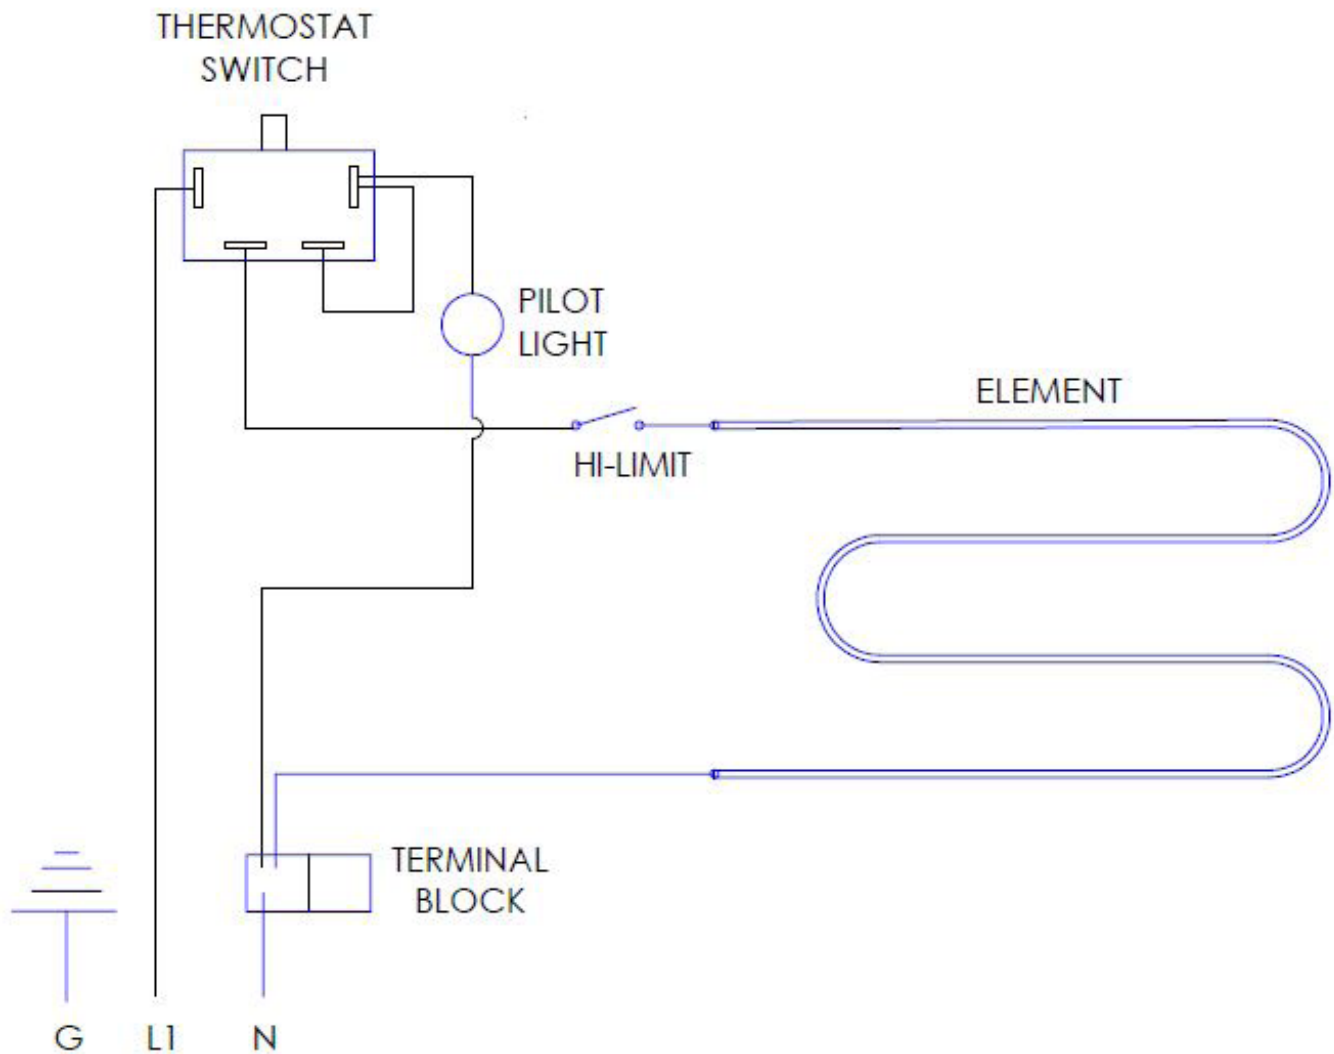 THERMOSTAT
SWITCH
PILOT
LIGHT
ELEMENT
HI-LIMIT
TERMINAL
BLOCK
G
L1
N